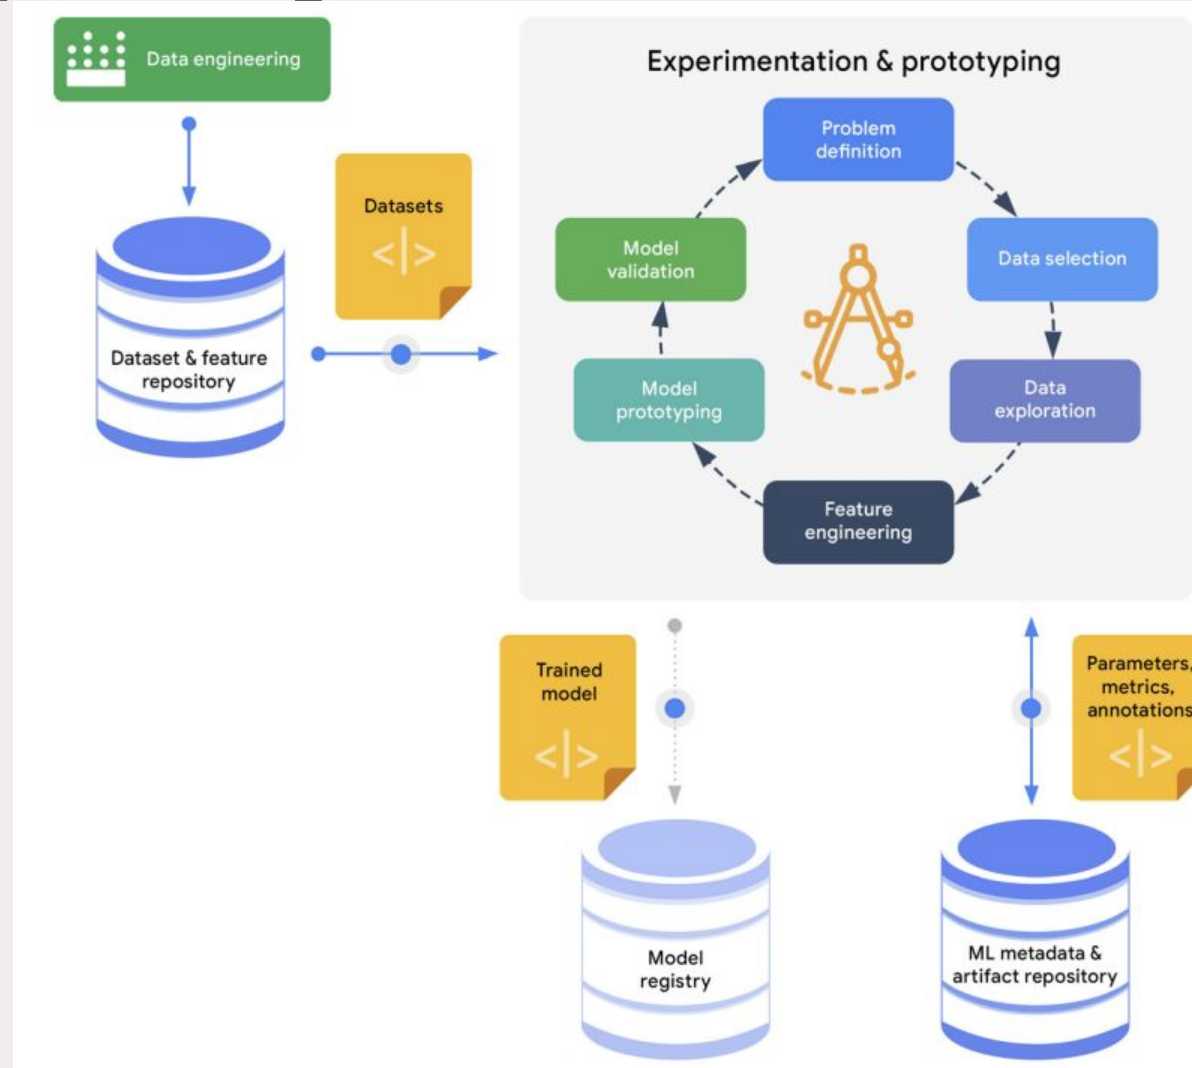 Data engineering
Experimentation & prototyping
Problem
definition
Datasets
<|>
Model
validation
Data selection
Dataset & feature
repository
Model
prototyping
Data
exploration
Feature
engineering
Trained
model
<|>
Parameters,
metrics,
annotations
<|>
Model
registry
ML metadata &
artifact repository